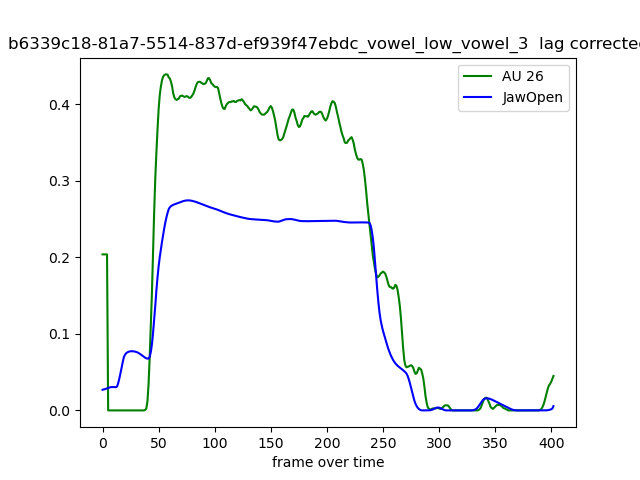 b6339c18-81a7-5514-837d-ef939f47ebdc_vowel_low_vowel_3 lag corrected
AU 26
JawOpen
0.4
0.3
0.2
0.1
0.0
0 50 100 150 200 250 300 350 400
frame over time